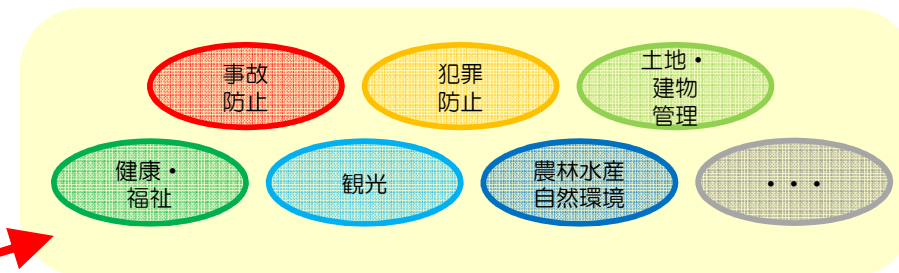 事故
防止
犯罪
防止
土地・
建物
管理
健康・
福祉
観光
農林水産
自然環境
・・・